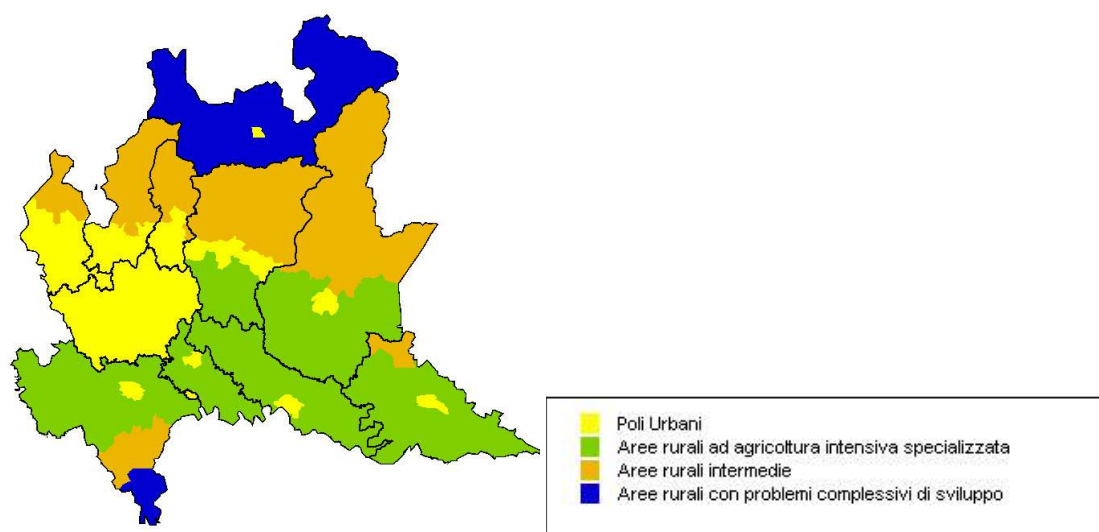 Poli Urbani
Aree rurali ad agricoltura intensiva specializzata
Aree rurali intermedie
Aree rurali con problemi complessivi di sviluppo